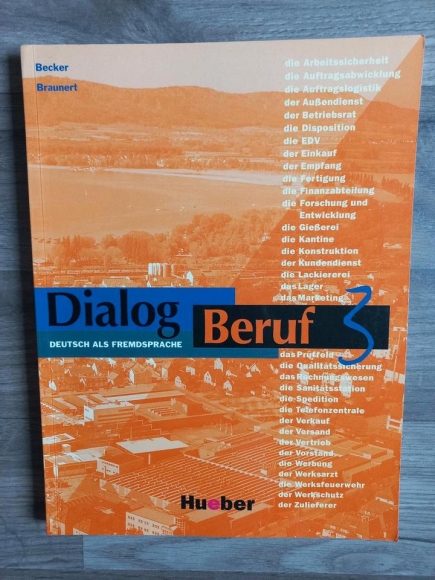 Becker
Braunert
die Arbeitssicherheit
die Auftragsabwicklung
die Auftragslogistik
der Außendienst
der Betriebsrat
die Disposition
die EDV
der Einkauf
der Empfang
die Fertigung
die Finanzabteilung
die Forschung und
Entwicklung
die Gießerei
die Kantine
die Konstruktion
der Kundendienst
die Lackiererei
das Lager
das Marketing
Dialog
Beruf 3
DEUTSCH ALS FREMDSPRACHE
das Prüffeld
die Qualitätssicherung
das Rechnungswesen
die Sanitätsstation
die Spedition
die Telefonzentrale
der Verkauf
der Versand
der Vertrieb
der Vorstand
die Werbung
der Werksarzt
die Werksfeuerwehr
der Werkschutz
der Zulieferer
Hueber